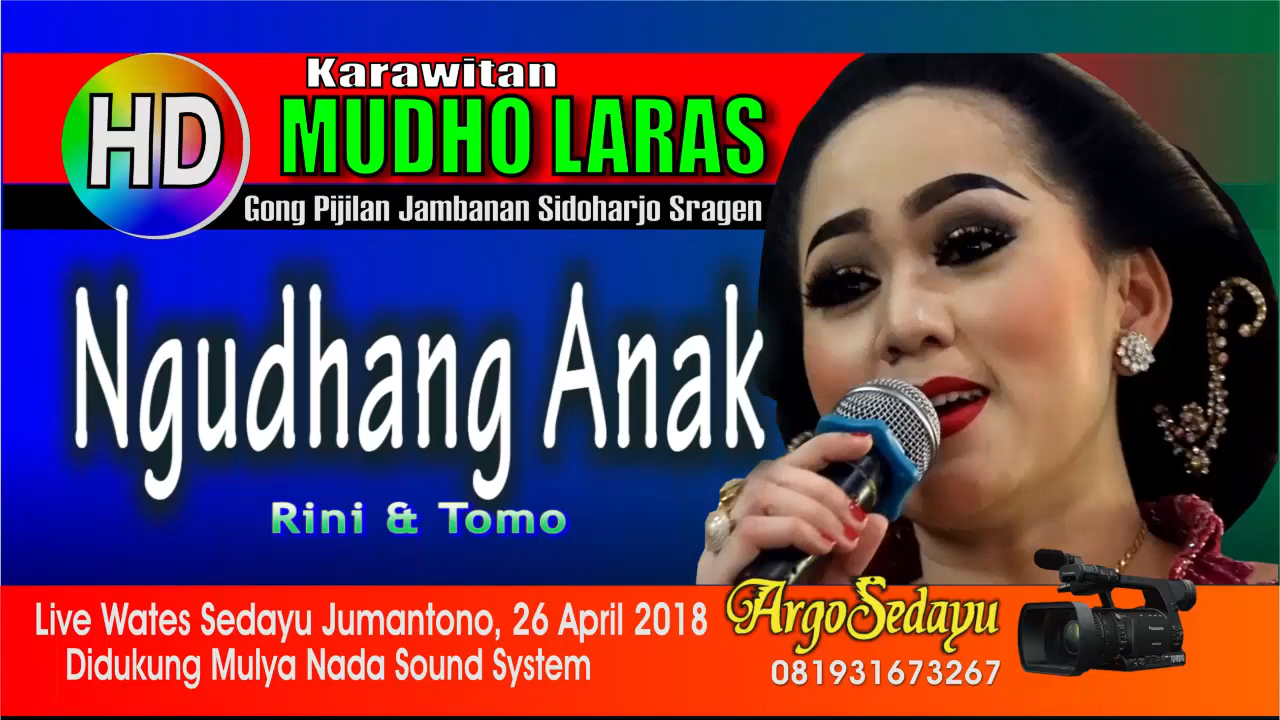 HD
Karawitan
MUDHO LARAS
Gong Pijilan Jambanan Sidoharjo Sragen
Ngudhang Anak
Rini & Tomo
Live Wates Sedayu Jumantono, 26 April 2018
Didukung Mulya Nada Sound System
ArgoSedayu
081931673267
Panasonic